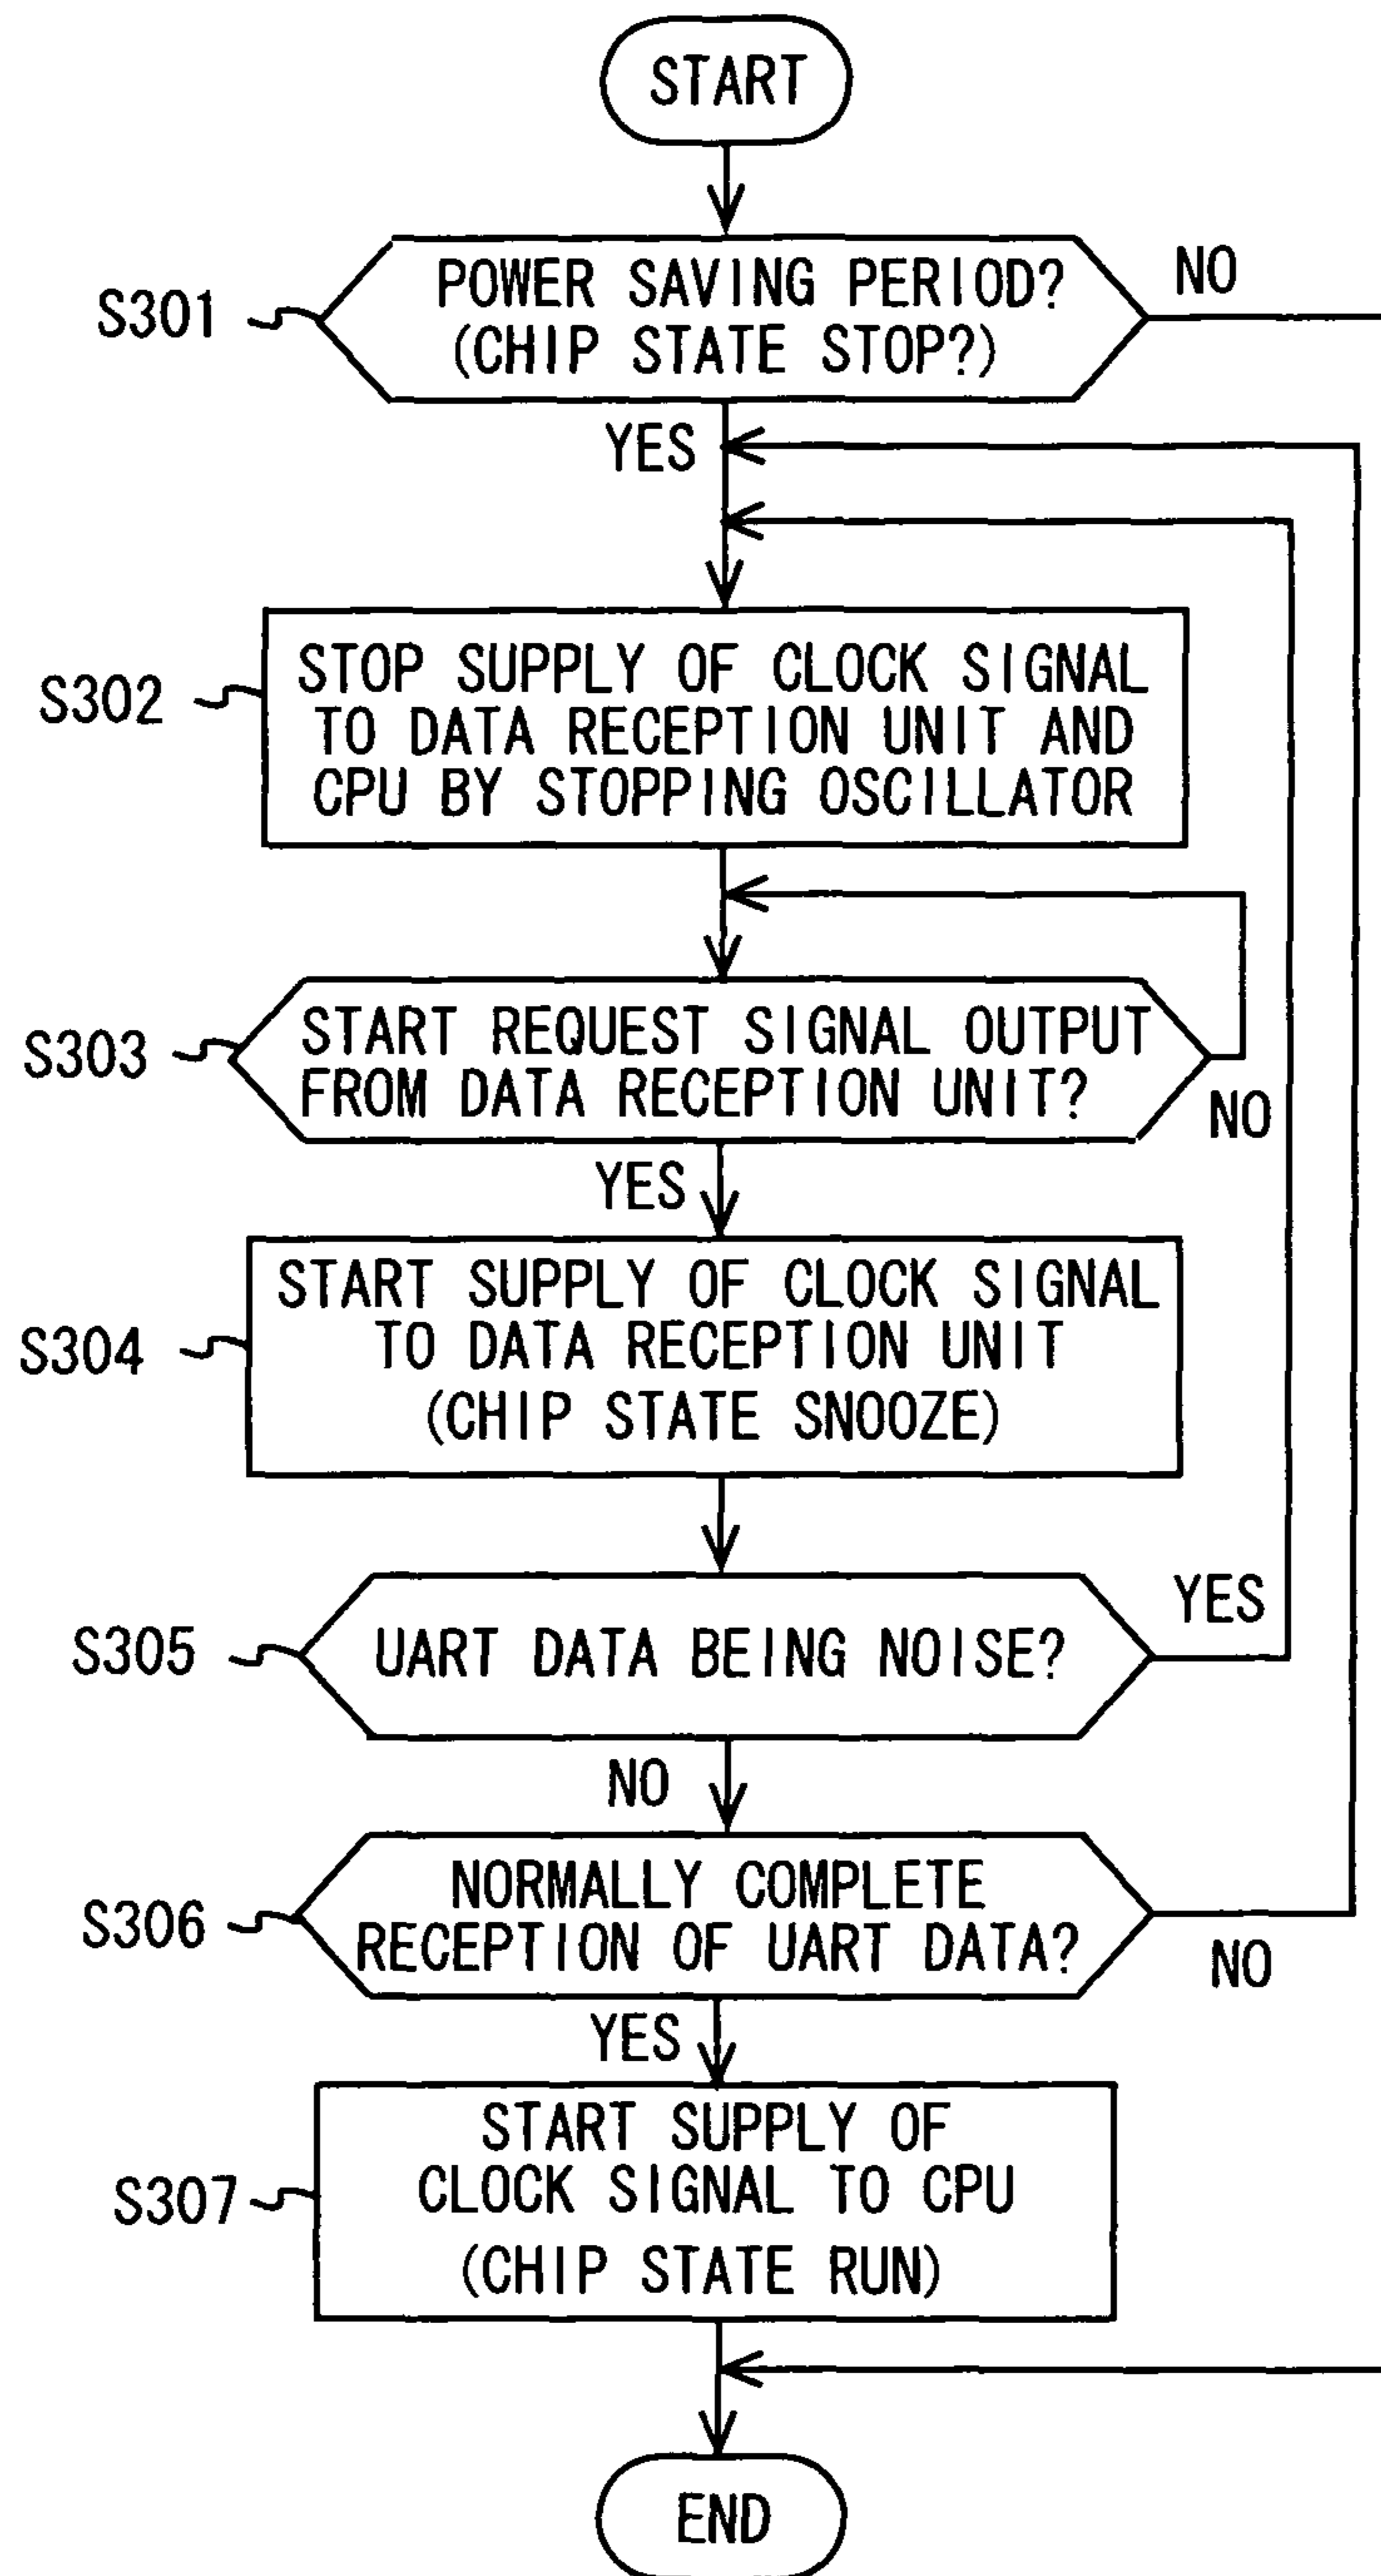 START
S301
POWER SAVING PERIOD?
(CHIP STATE STOP?)
NO
YES
S302
STOP SUPPLY OF CLOCK SIGNAL
TO DATA RECEPTION UNIT AND
CPU BY STOPPING OSCILLATOR
S303
START REQUEST SIGNAL OUTPUT
FROM DATA RECEPTION UNIT?
NO
YES
S304
START SUPPLY OF CLOCK SIGNAL
TO DATA RECEPTION UNIT
(CHIP STATE SNOOZE)
S305
UART DATA BEING NOISE?
YES
NO
S306
NORMALLY COMPLETE
RECEPTION OF UART DATA?
NO
YES
S307
START SUPPLY OF
CLOCK SIGNAL TO CPU
(CHIP STATE RUN)
END